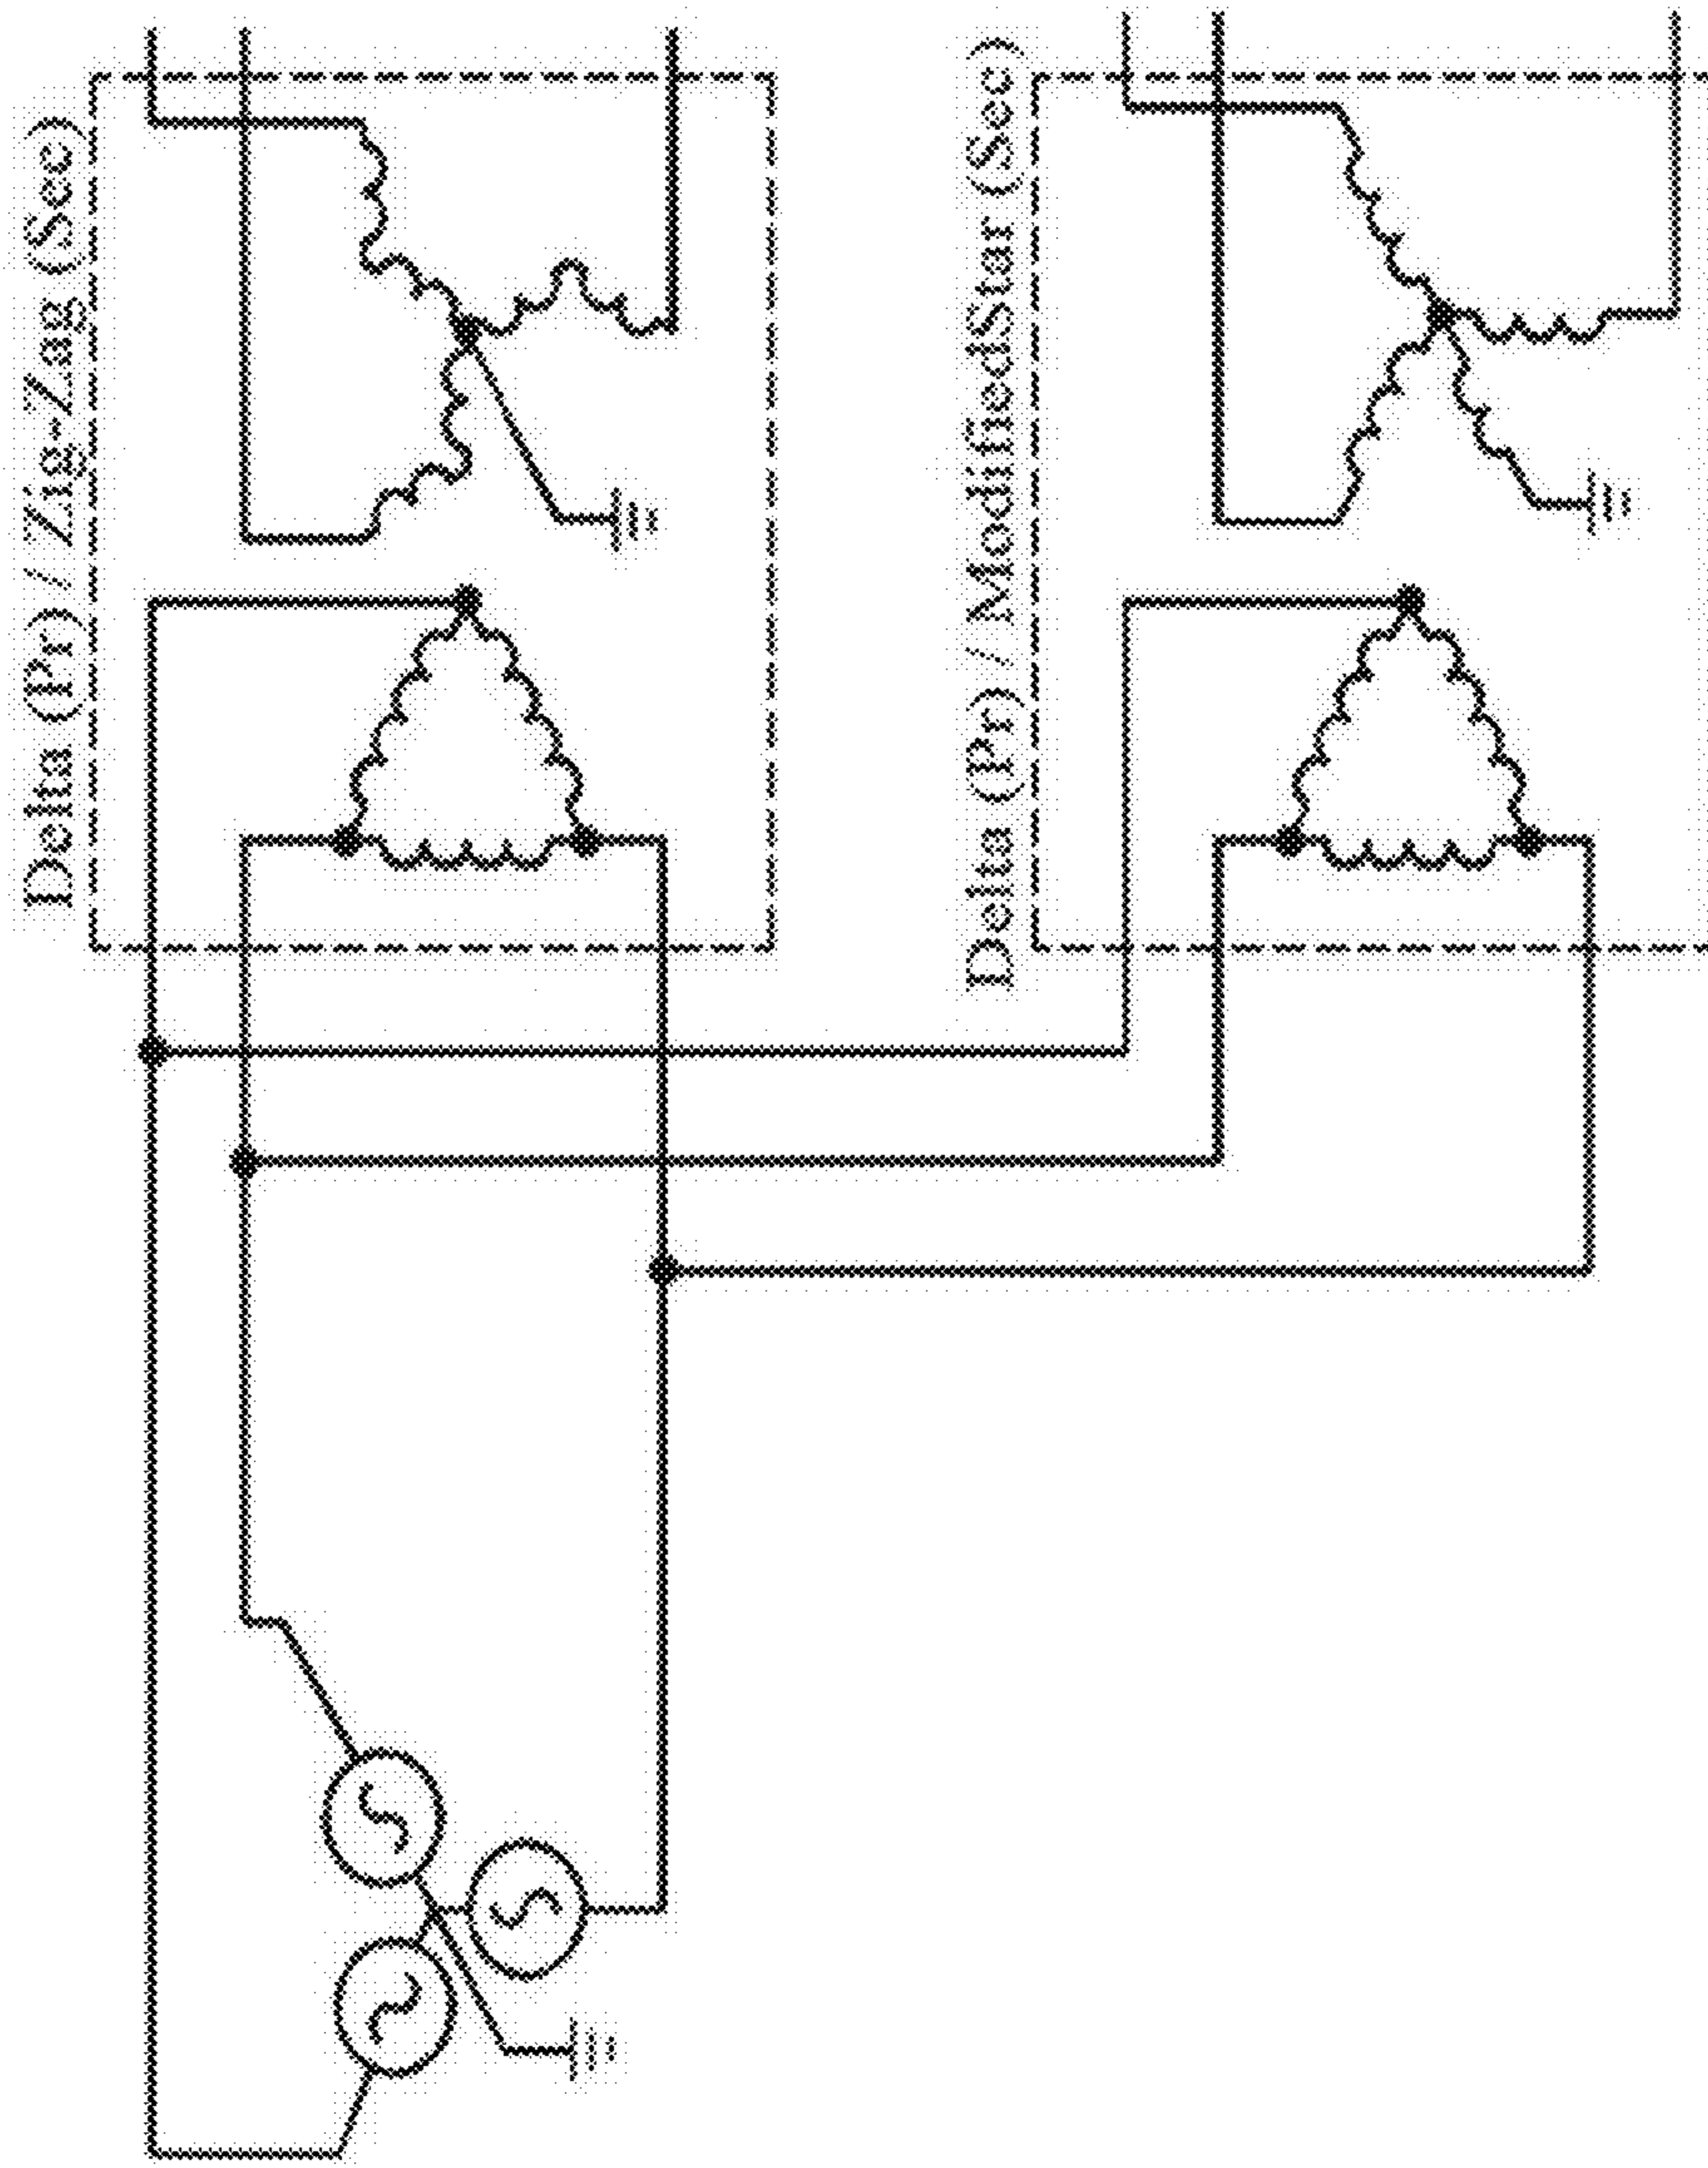 Delta (Pr) / Zig-Zag (Sec)
Delta (Pr) / ModifiedStar (Sec)